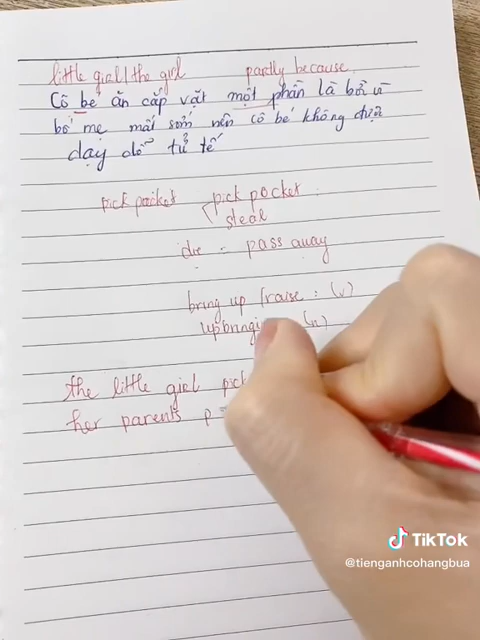 little girl/the girl partly because
Cô bé ăn cắp vặt một phần là bởi vì
bố mẹ mất sớm nên cô bé không được
dạy dỗ tử tế
pick pocket pick pocket
steal
die = pass away
bring up /raise : (v)
upbringi (n)
the little girl pick
her parents p
TikTok
@tienganhcohangbua